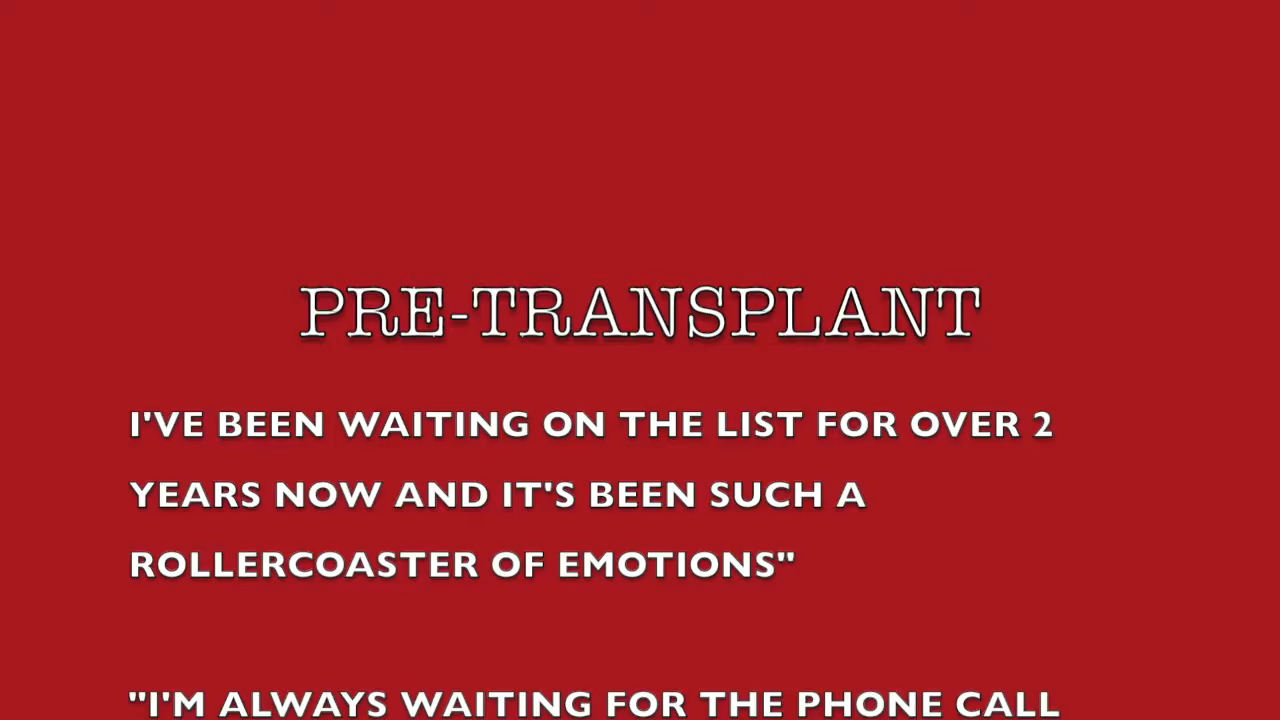 PRE-TRANSPLANT
I'VE BEEN WAITING ON THE LIST FOR OVER 2
YEARS NOW AND IT'S BEEN SUCH A
ROLLERCOASTER OF EMOTIONS"
"I'M ALWAYS WAITING FOR THE PHONE CALL